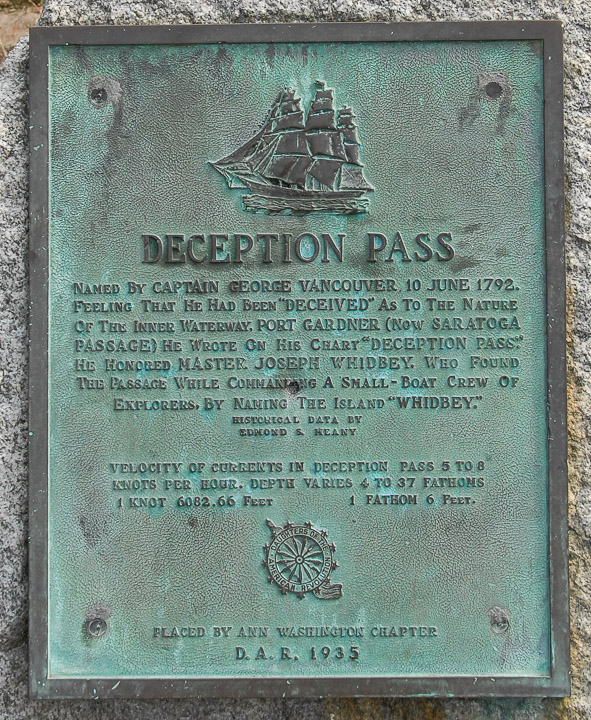 DECEPTION PASS
NAMED BY CAPTAIN GEORGE VANCOUVER 10 JUNE 1792.
FEELING THAT HE HAD BEEN "DECEIVED" AS TO THE NATURE
OF THE INNER WATERWAY, PORT GARDNER (NOW SARATOGA
PASSAGE) HE WROTE ON HIS CHART "DECEPTION PASS."
HE HONORED MASTER JOSEPH WHIDBEY, WHO FOUND
THE PASSAGE WHILE COMMANDING A SMALL-BOAT CREW OF
EXPLORERS, BY NAMING THE ISLAND "WHIDBEY."
HISTORICAL DATA BY
EDMOND S. MEANY
VELOCITY OF CURRENTS IN DECEPTION PASS 5 TO 8
KNOTS PER HOUR. DEPTH VARIES 4 TO 37 FATHOMS
1 KNOT 6082.66 FEET 1 FATHOM 6 FEET.
DAUGHTERS OF THE
AMERICAN REVOLUTION
PLACED BY ANN WASHINGTON CHAPTER
D.A.R. 1935